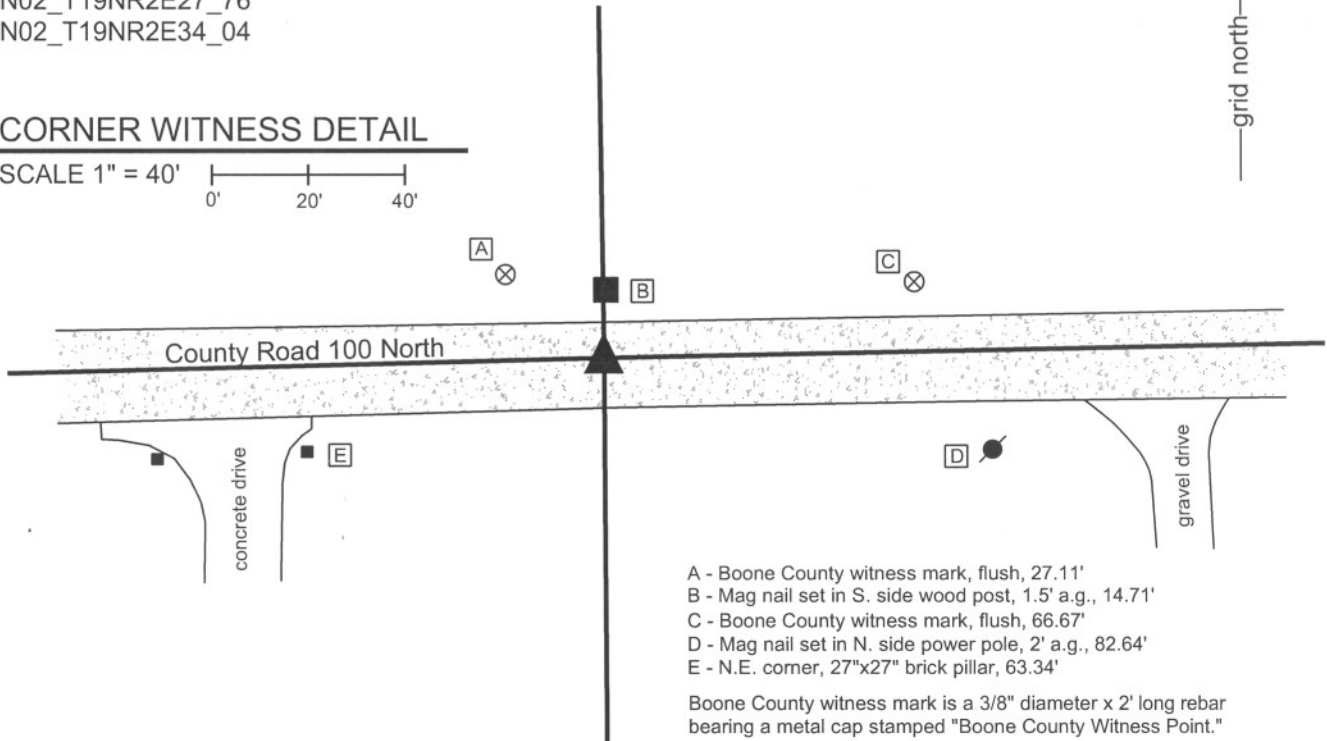 N02_T19NR2E27_76
N02_T19NR2E34_04
grid north
CORNER WITNESS DETAIL
SCALE 1" = 40'
0' 20' 40'
A
B
C
County Road 100 North
E
D
concrete drive
gravel drive
A - Boone County witness mark, flush, 27.11'
B - Mag nail set in S. side wood post, 1.5' a.g., 14.71'
C - Boone County witness mark, flush, 66.67'
D - Mag nail set in N. side power pole, 2' a.g., 82.64'
E - N.E. corner, 27"x27" brick pillar, 63.34'
Boone County witness mark is a 3/8" diameter x 2' long rebar
bearing a metal cap stamped "Boone County Witness Point."